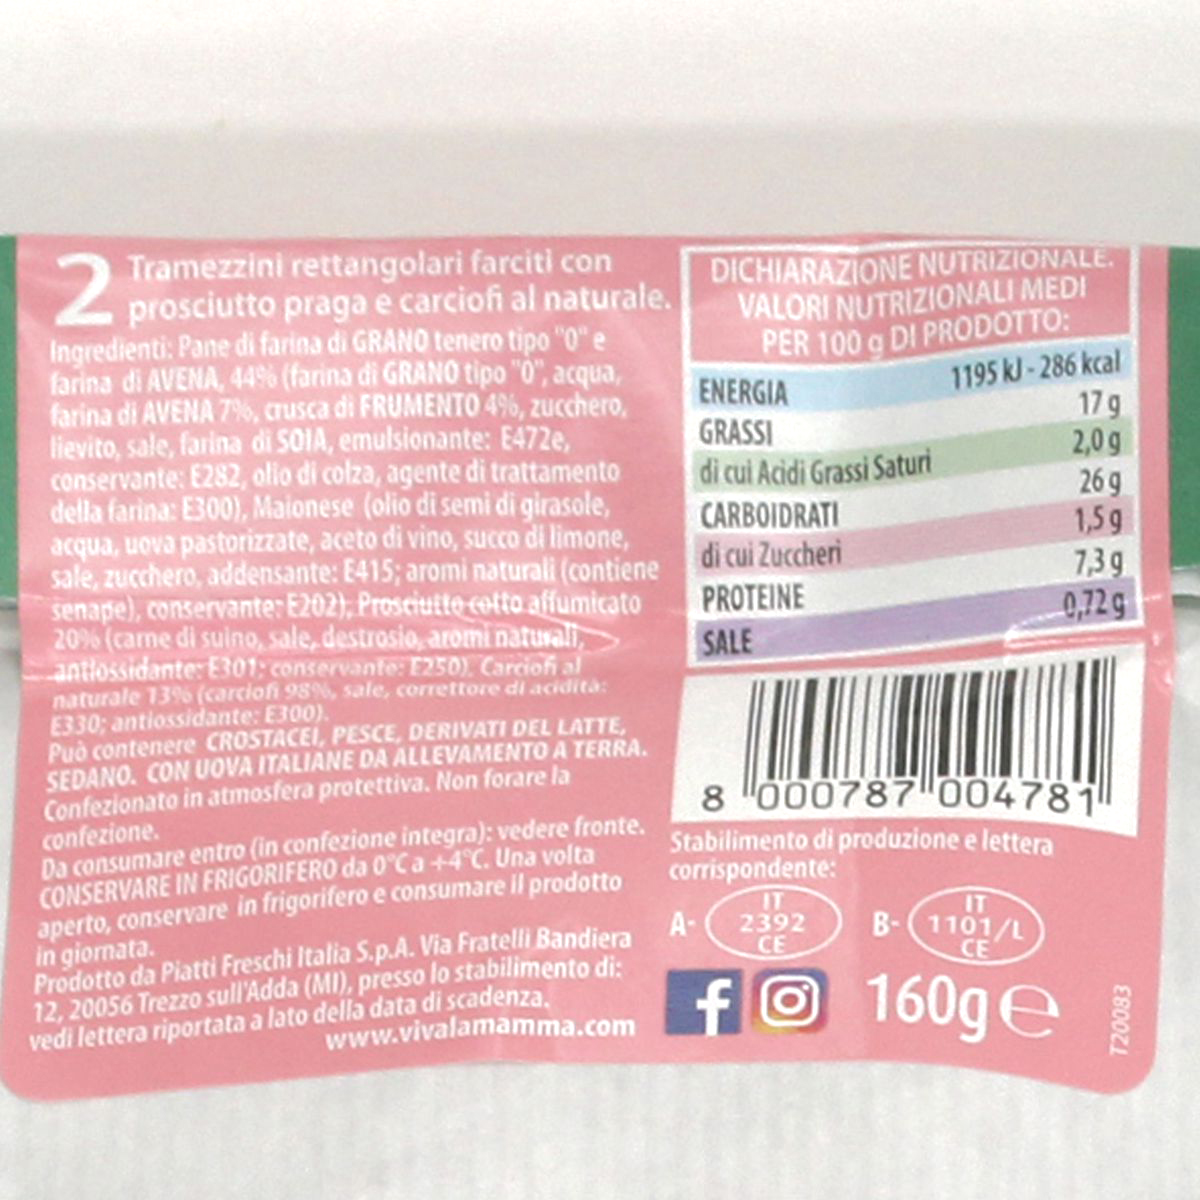 2 Tramezzini rettangolari farciti con
prosciutto praga e carciofi al naturale.
Ingredienti: Pane di farina di GRANO tenero tipo "0" e
farina di AVENA, 44% (farina di GRANO tipo "0", acqua,
farina di AVENA 7%, crusca di FRUMENTO 4%, zucchero,
lievito, sale, farina di SOIA, emulsionante: E472e,
conservante: E282, olio di colza, agente di trattamento
della farina: E300), Maionese (olio di semi di girasole,
acqua, uova pastorizzate, aceto di vino, succo di limone,
sale, zucchero, addensante: E415; aromi naturali (contiene
senape), conservante: E202), Prosciutto cotto affumicato
20% (carne di suino, sale, destrosio, aromi naturali,
antiossidante: E301; conservante: E250), Carciofi al
naturale 13% (carciofi 98%, sale, correttore di acidità:
E330; antiossidante: E300).
Può contenere CROSTACEI, PESCE, DERIVATI DEL LATTE,
SEDANO. CON UOVA ITALIANE DA ALLEVAMENTO A TERRA.
Confezionato in atmosfera protettiva. Non forare la
confezione.
Da consumare entro (in confezione integra): vedere fronte.
CONSERVARE IN FRIGORIFERO da 0°C a +4°C. Una volta
aperto, conservare in frigorifero e consumare il prodotto
in giornata.
Prodotto da Piatti Freschi Italia S.p.A. Via Fratelli Bandiera
12, 20056 Trezzo sull'Adda (MI), presso lo stabilimento di:
vedi lettera riportata a lato della data di scadenza.
www.vivalamamma.com
DICHIARAZIONE NUTRIZIONALE.
VALORI NUTRIZIONALI MEDI
PER 100 g DI PRODOTTO:
ENERGIA 1195 kJ - 286 kcal
GRASSI 17 g
di cui Acidi Grassi Saturi 2,0 g
CARBOIDRATI 26 g
di cui Zuccheri 1,5 g
PROTEINE 7,3 g
SALE 0,72 g
8 000787 004781
Stabilimento di produzione e lettera
corrispondente:
A- IT 2392 CE
B- IT 1101/L CE
160g e
T20083